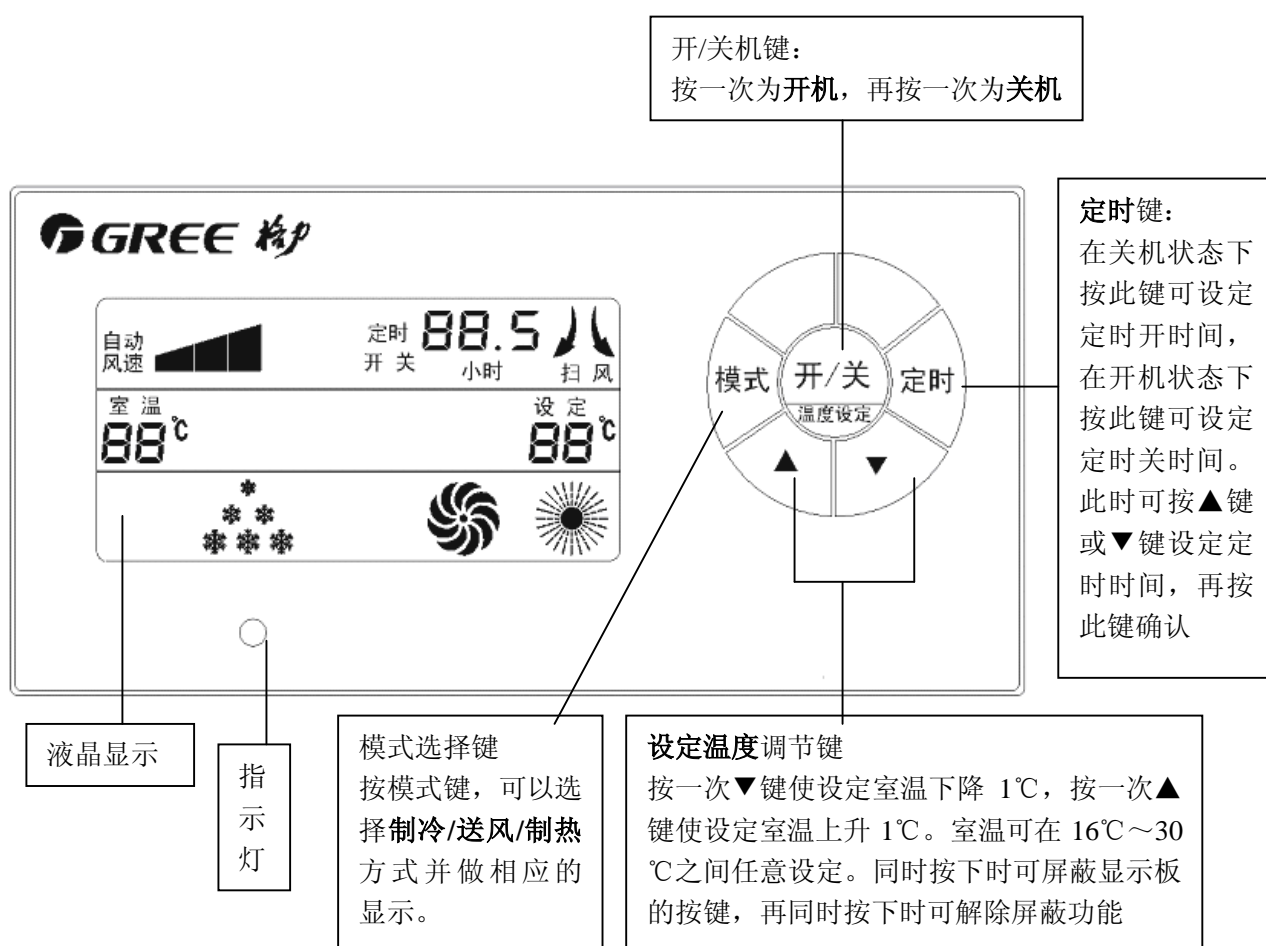 开/关机键：
按一次为开机，再按一次为关机
GREE 格力
自动
风速
定时
开 关
88.5
小时
扫 风
室 温
88℃
设 定
88℃
模式
开/关
温度设定
定时
▲
▼
定时键：
在关机状态下
按此键可设定
定时开时间，
在开机状态下
按此键可设定
定时关时间。
此时可按▲键
或▼键设定定
时时间，再按
此键确认
液晶显示
指
示
灯
模式选择键
按模式键，可以选
择制冷/送风/制热
方式并做相应的
显示。
设定温度调节键
按一次▼键使设定室温下降 1℃，按一次▲
键使设定室温上升 1℃。室温可在 16℃～30
℃之间任意设定。同时按下时可屏蔽显示板
的按键，再同时按下时可解除屏蔽功能